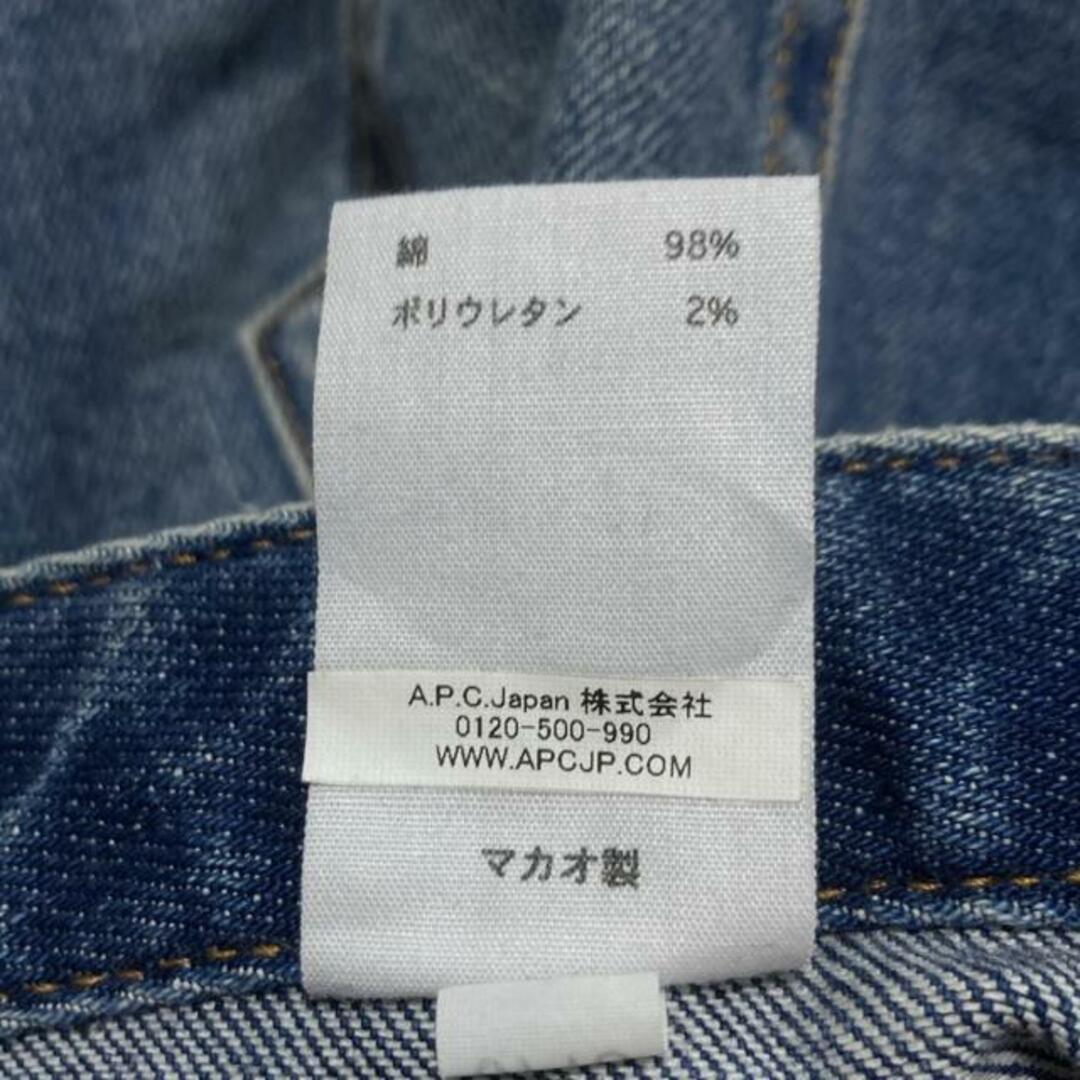 綿 98%
ポリウレタン 2%
A.P.C.Japan 株式会社
0120-500-990
WWW.APCJP.COM
マカオ製